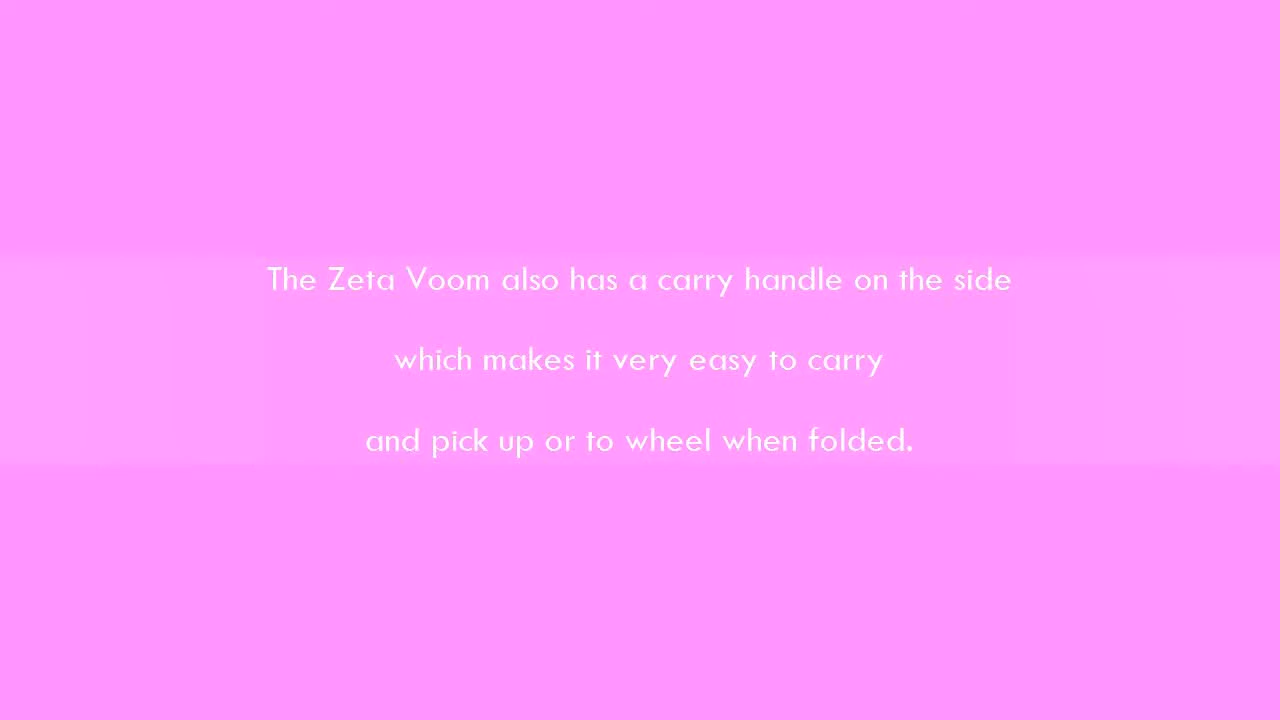 The Zeta Voom also has a carry handle on the side
which makes it very easy to carry
and pick up or to wheel when folded.